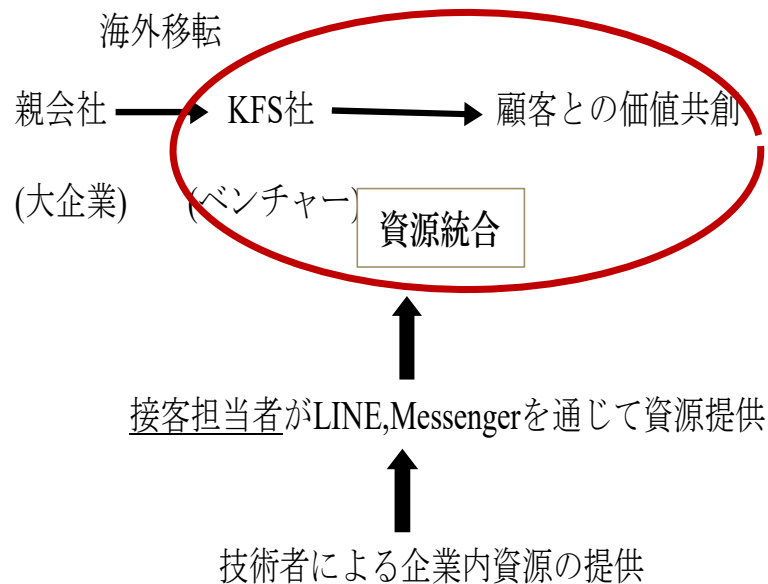 海外移転
親会社 KFS社 顧客との価値共創
(大企業) (ベンチャー)
資源統合
接客担当者がLINE,Messengerを通じて資源提供
技術者による企業内資源の提供